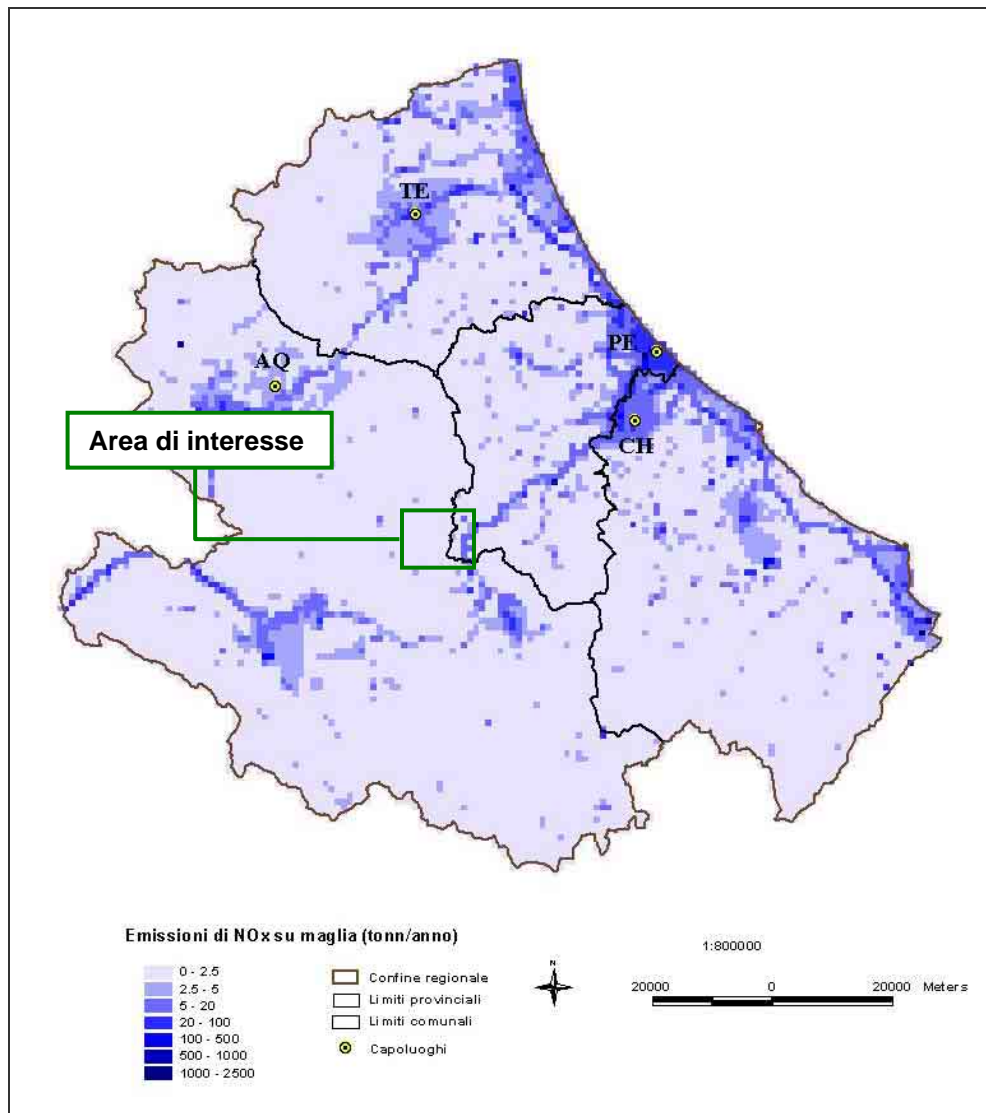 TE
AQ
PE
CH
Area di interesse
Emissioni di NOx su maglia (tonn/anno)
0 - 2.5
2.5 - 5
5 - 20
20 - 100
100 - 500
500 - 1000
1000 - 2500
Confine regionale
Limiti provinciali
Limiti comunali
Capoluoghi
N
1:800000
20000 0 20000 Meters